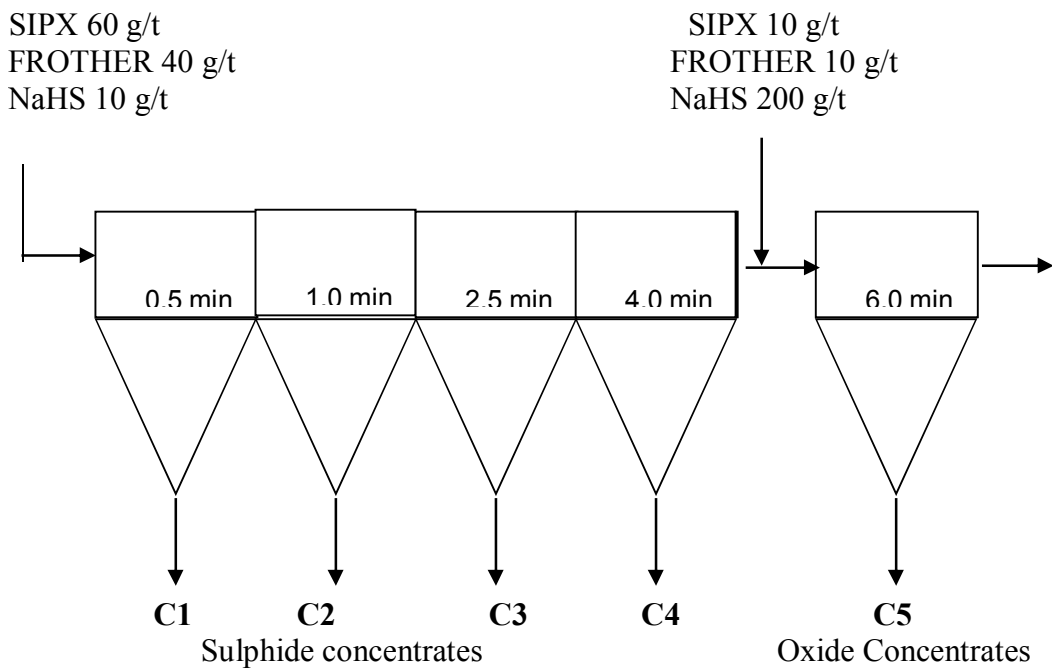 SIPX 60 g/t
FROTHER 40 g/t
NaHS 10 g/t
SIPX 10 g/t
FROTHER 10 g/t
NaHS 200 g/t
0.5 min
1.0 min
2.5 min
4.0 min
6.0 min
C1
C2
C3
C4
C5
Sulphide concentrates
Oxide Concentrates